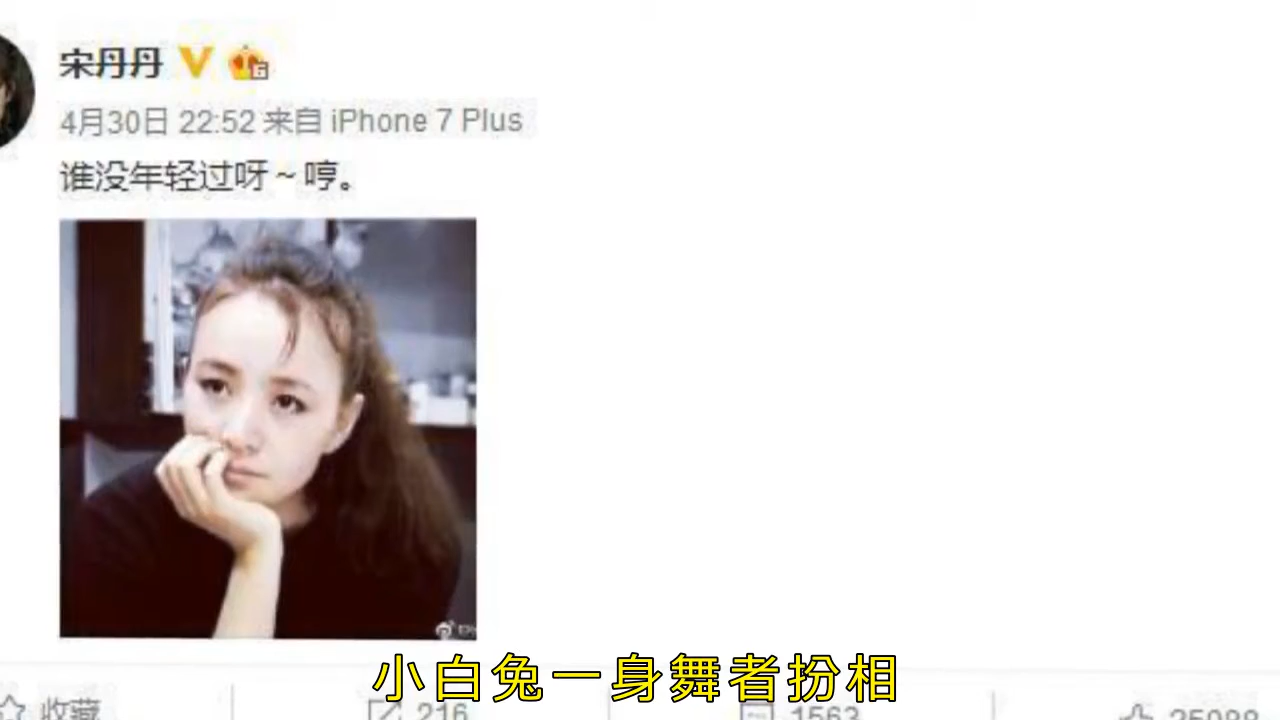 宋丹丹
4月30日 22:52 来自 iPhone 7 Plus
谁没年轻过呀~哼。
小白兔一身舞者扮相
收藏 216 1563 25088